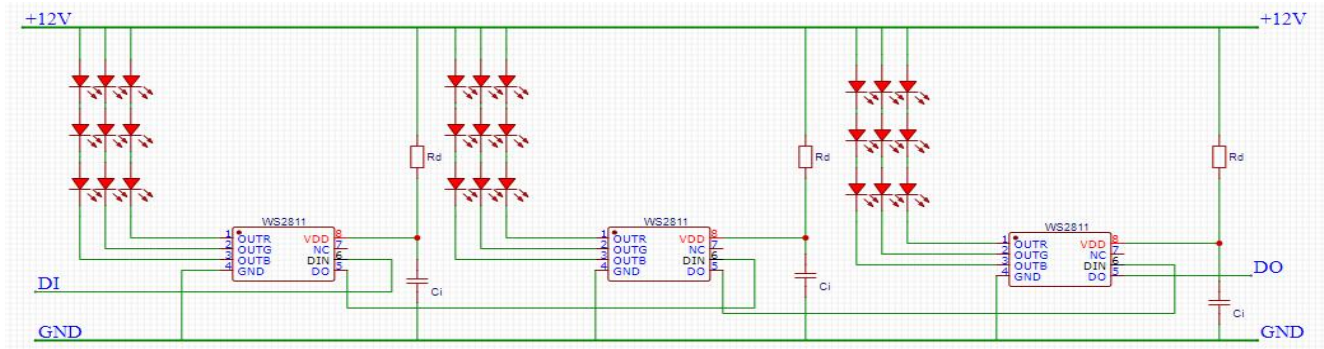 +12V
+12V
Rd
Rd
Rd
WS2811
1 OUTR VDD 8
2 OUTG NC 7
3 OUTB DIN 6
4 GND DO 5
WS2811
1 OUTR VDD 8
2 OUTG NC 7
3 OUTB DIN 6
4 GND DO 5
WS2811
1 OUTR VDD 8
2 OUTG NC 7
3 OUTB DIN 6
4 GND DO 5
DI
Ci
Ci
DO
Ci
GND
GND